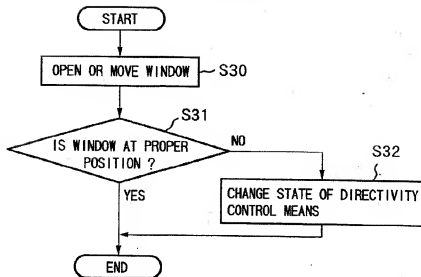 START
OPEN OR MOVE WINDOW
S30
S31
IS WINDOW AT PROPER
POSITION ?
NO
S32
YES
CHANGE STATE OF DIRECTIVITY
CONTROL MEANS
END